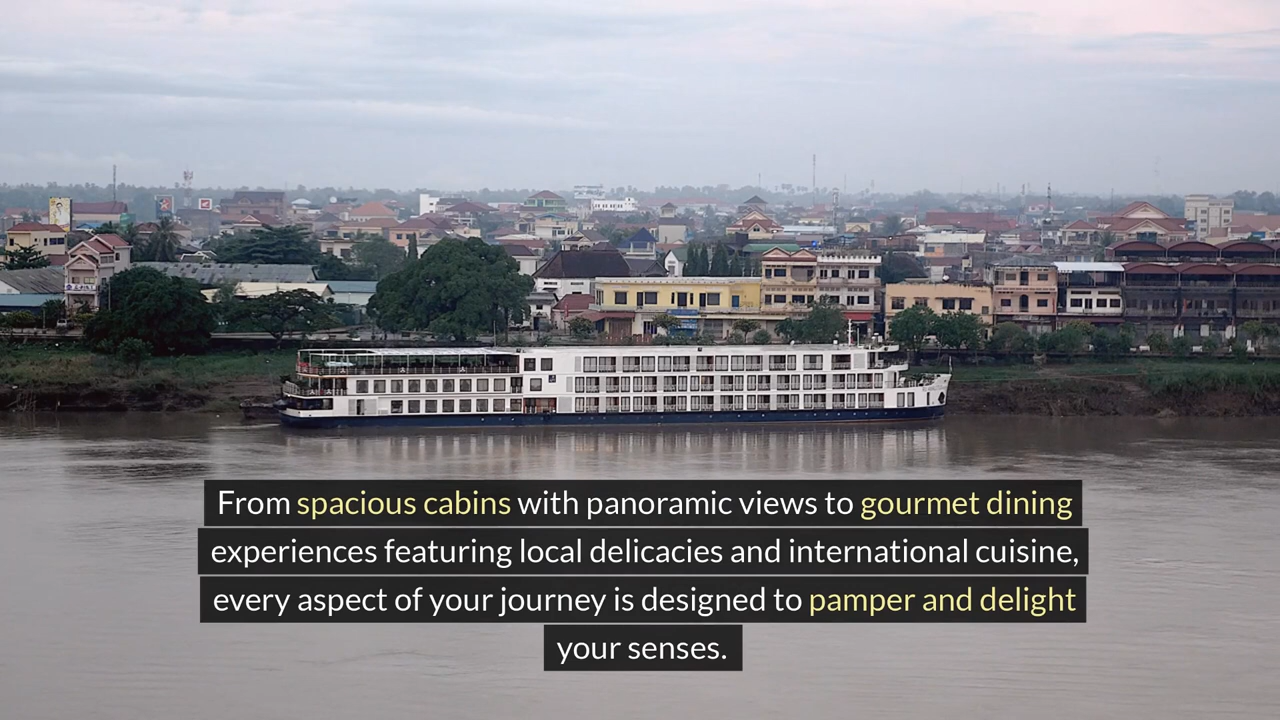 From spacious cabins with panoramic views to gourmet dining
experiences featuring local delicacies and international cuisine,
every aspect of your journey is designed to pamper and delight
your senses.